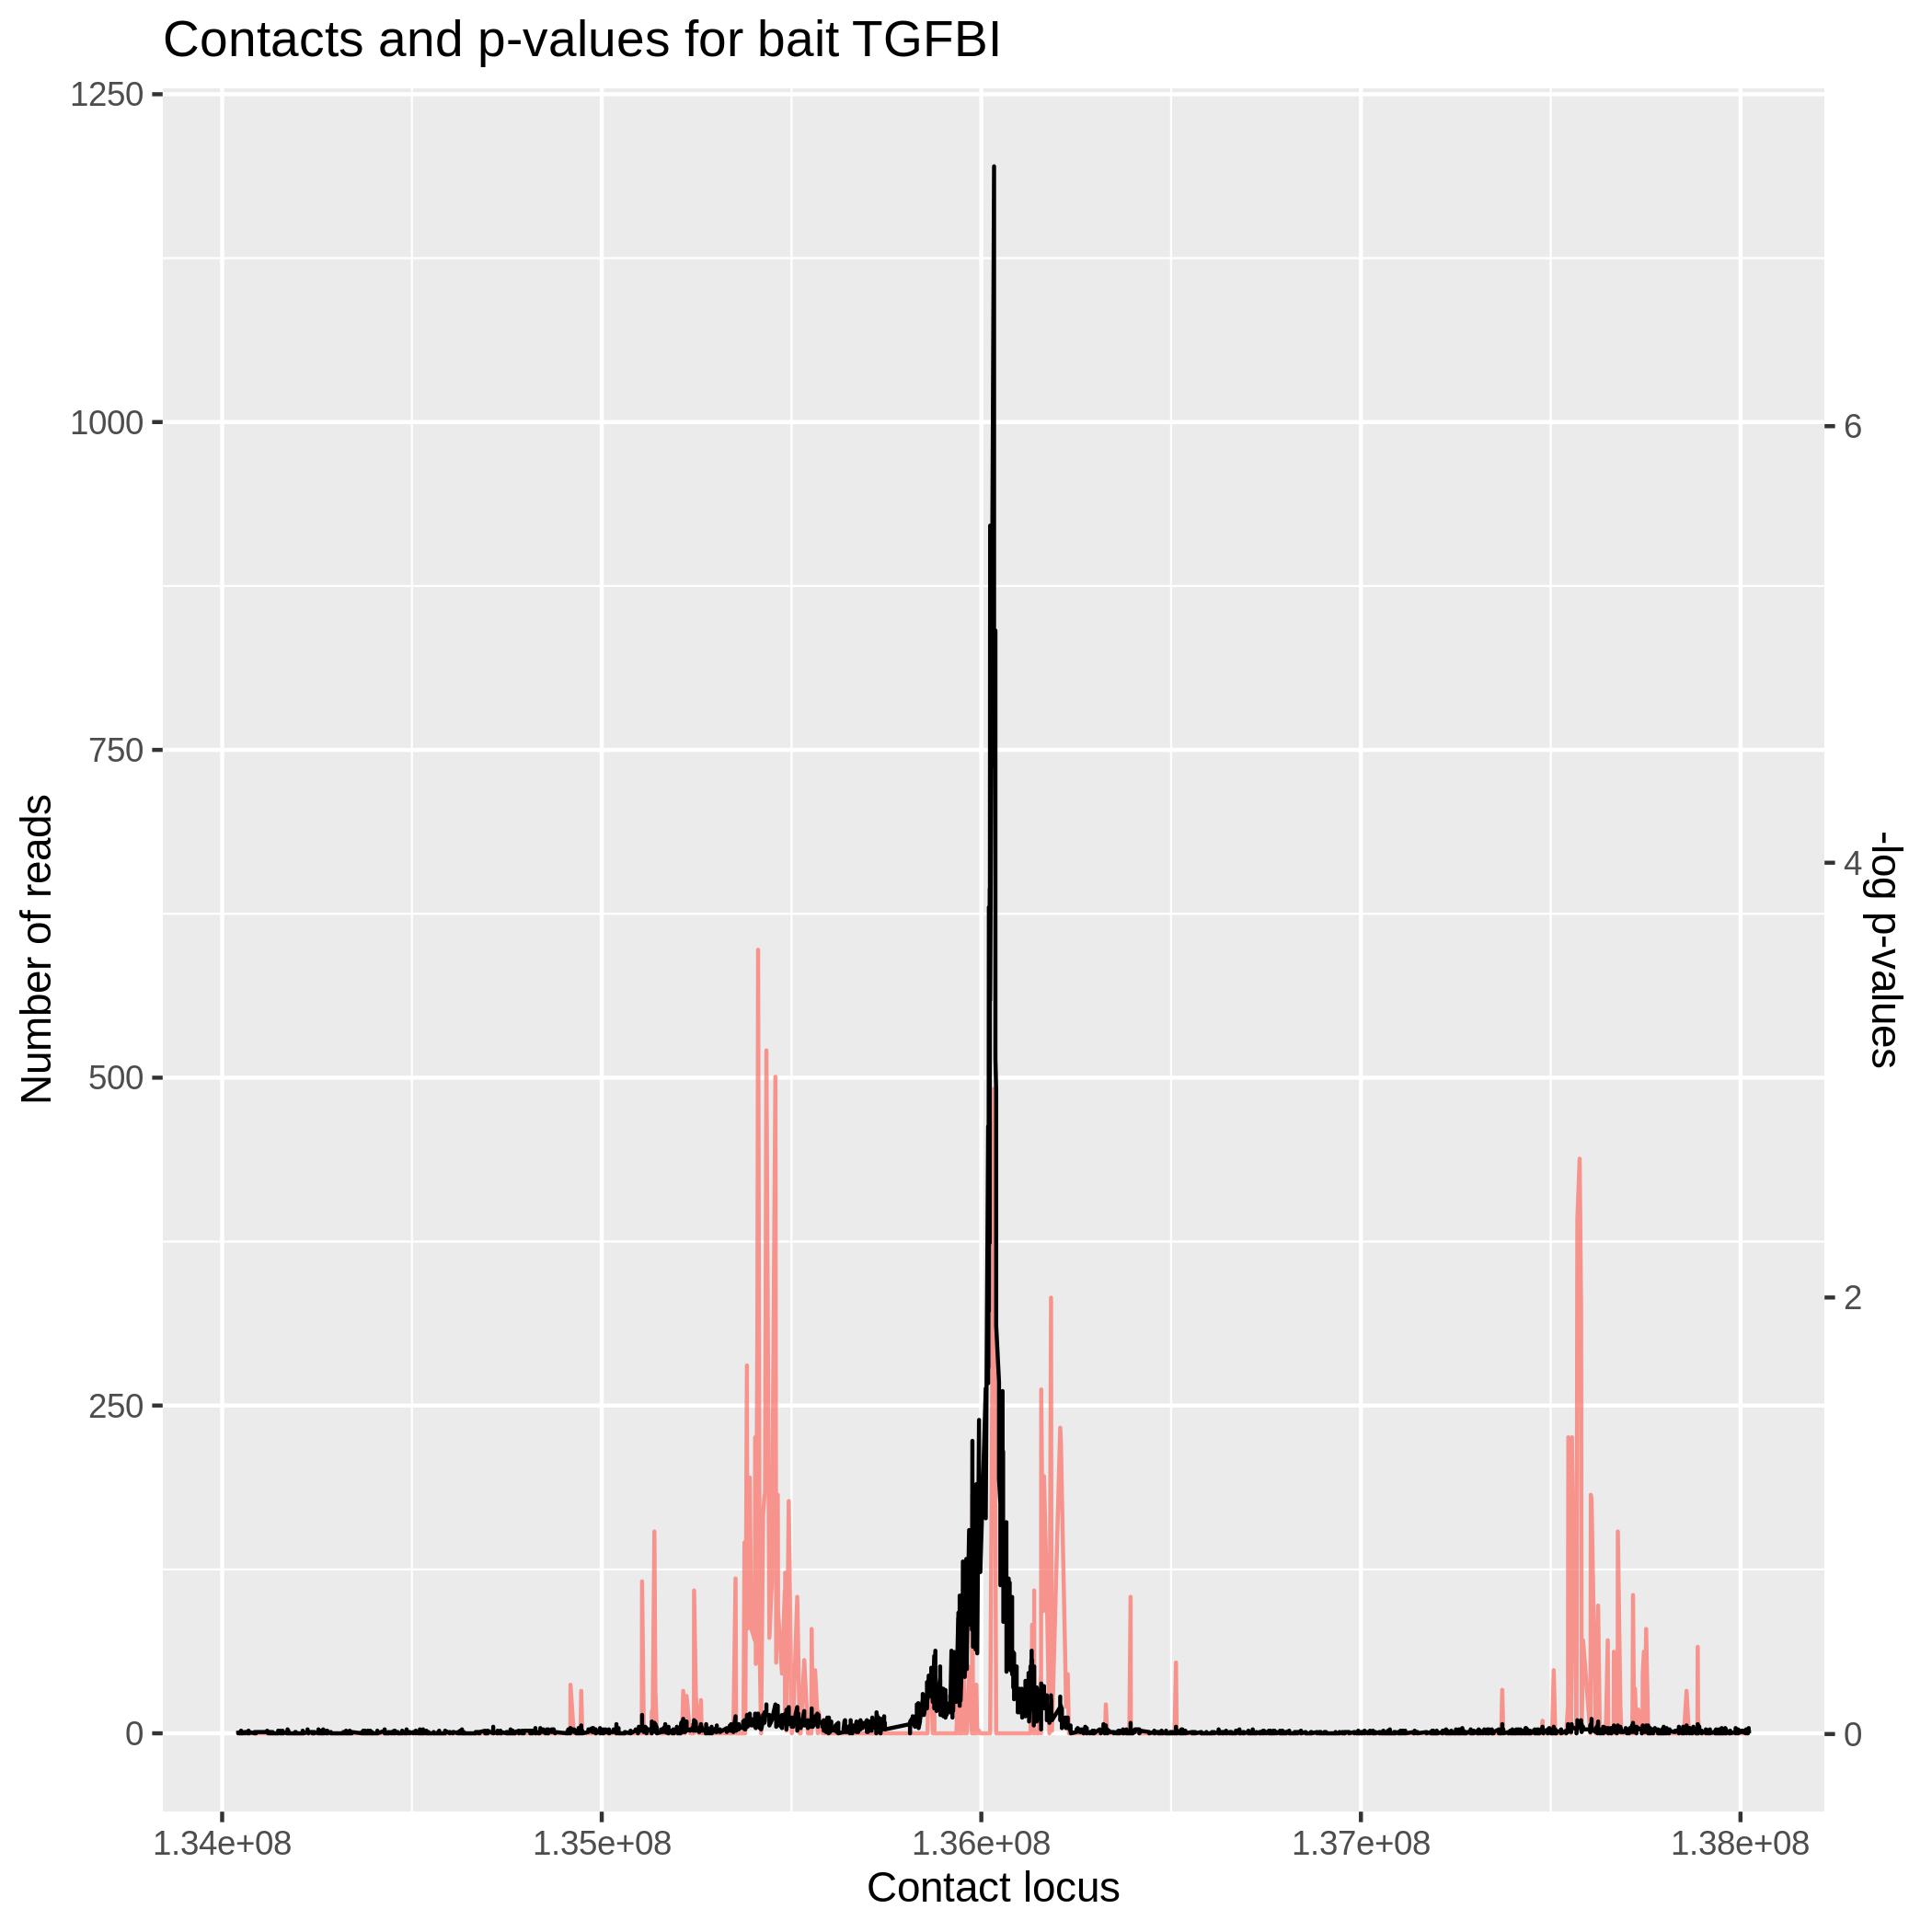 Contacts and p-values for bait TGFBI
1250
1000
750
500
250
0
Number of reads
6
4
2
0
-log p-values
1.34e+08
1.35e+08
1.36e+08
1.37e+08
1.38e+08
Contact locus